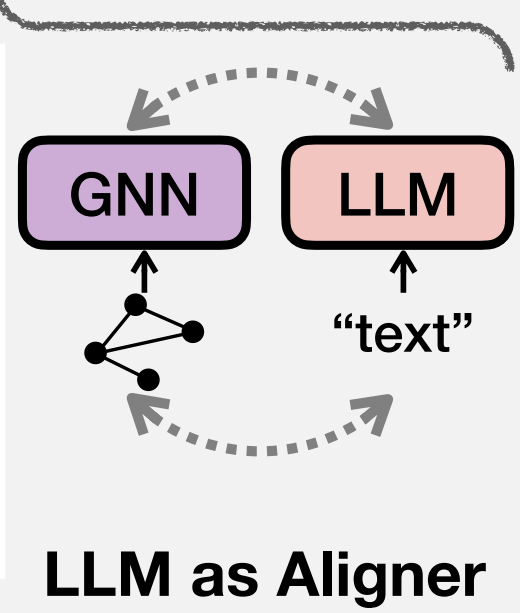 GNN LLM
“text”
LLM as Aligner